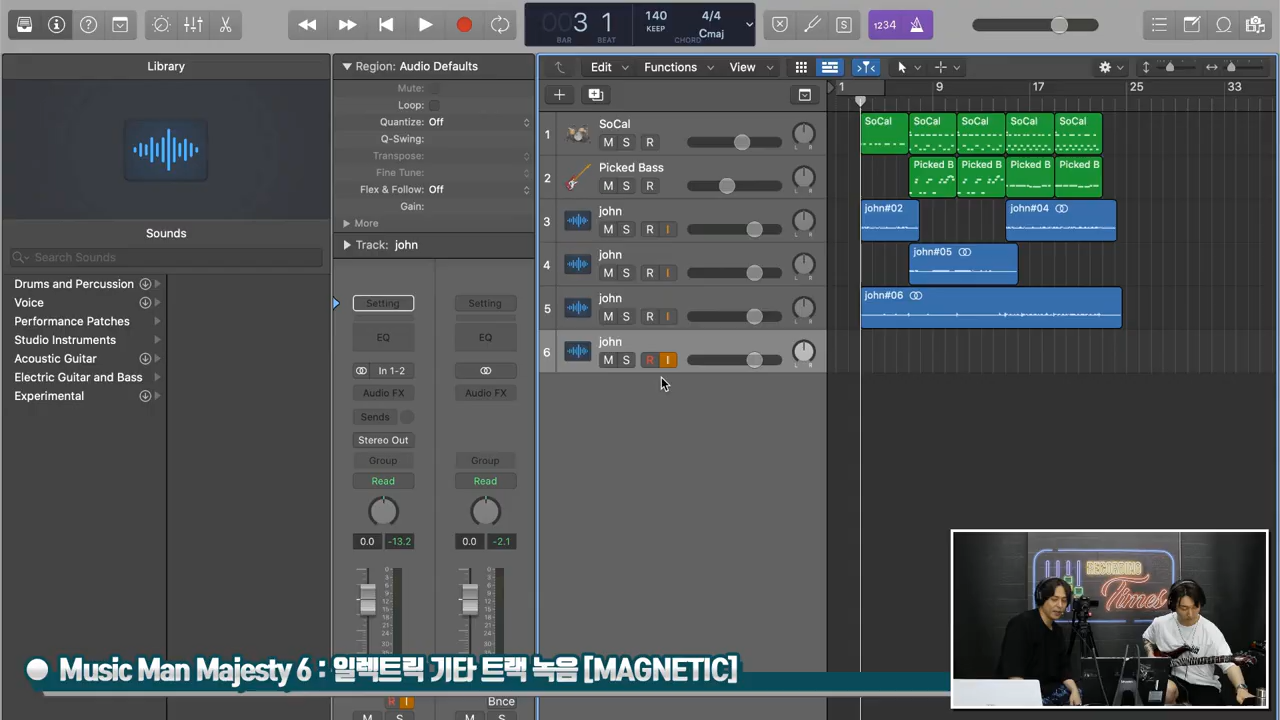 3 1
BAR BEAT
140
KEEP
4/4
Cmaj
CHORD
1234
Library
Sounds
Search Sounds
Drums and Percussion
Voice
Performance Patches
Studio Instruments
Acoustic Guitar
Electric Guitar and Bass
Experimental
Region: Audio Defaults
Mute:
Loop:
Quantize: Off
Q-Swing:
Transpose:
Fine Tune:
Flex & Follow: Off
Gain:
More
Track: john
Setting Setting
EQ EQ
In 1-2
Audio FX Audio FX
Sends
Stereo Out
Group Group
Read Read
0.0 -13.2 0.0 -2.1
R I Bnce
M S M
Edit Functions View
1 9 17 25 33
1 SoCal
M S R
L R
2 Picked Bass
M S R
L R
3 john
M S R I
L R
4 john
M S R I
L R
5 john
M S R I
L R
6 john
M S R I
L R
SoCal SoCal SoCal SoCal SoCal
Picked B Picked B Picked B Picked B
john#02 john#04
john#05
john#06
RECORDING
Times
Music Man Majesty 6 : 일렉트릭 기타 트랙 녹음 [MAGNETIC]